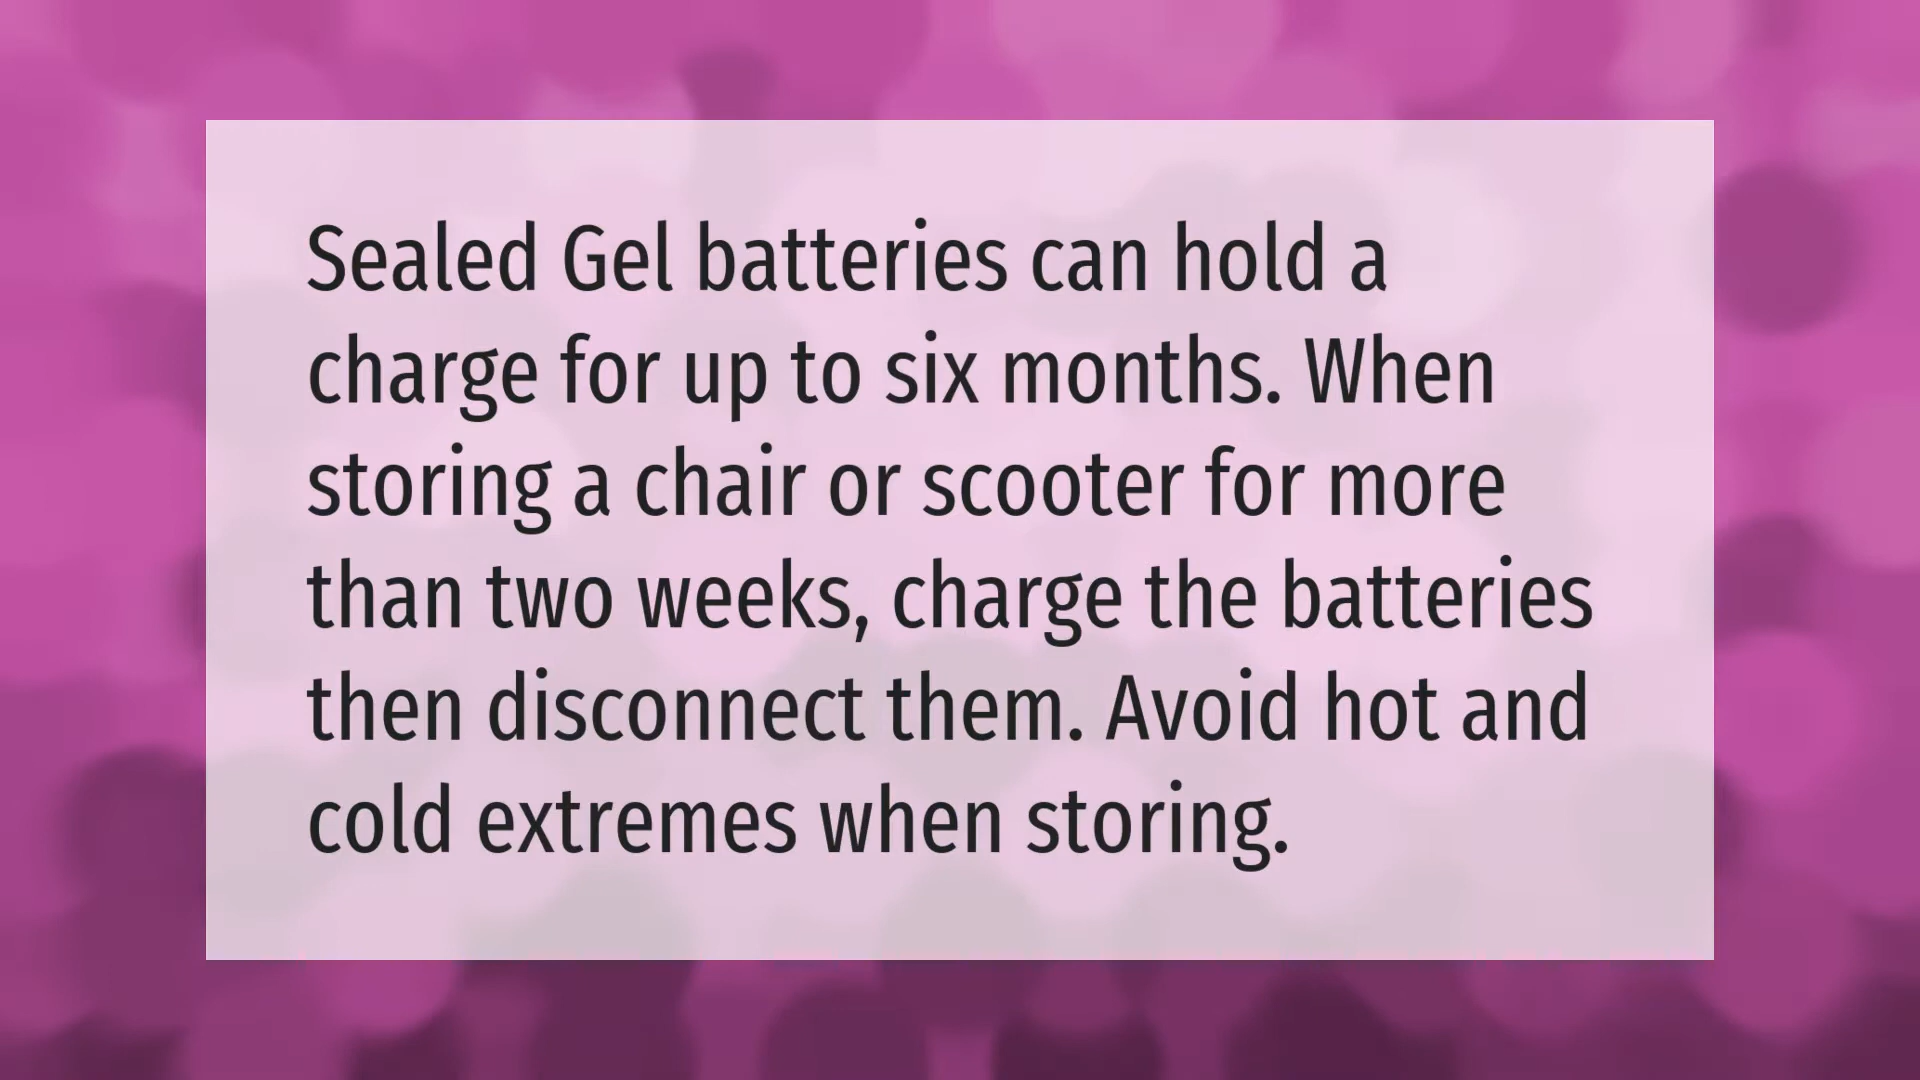 Sealed Gel batteries can hold a
charge for up to six months. When
storing a chair or scooter for more
than two weeks, charge the batteries
then disconnect them. Avoid hot and
cold extremes when storing.